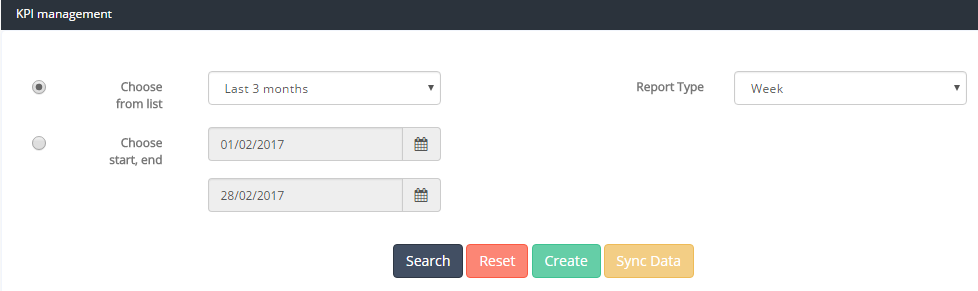 KPI management
Choose
from list
Last 3 months
Report Type
Week
Choose
start, end
01/02/2017
28/02/2017
Search
Reset
Create
Sync Data